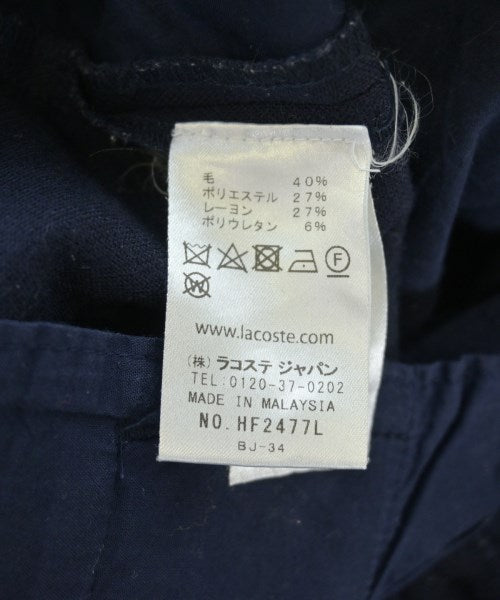 毛 40%
ポリエステル 27%
レーヨン 27%
ポリウレタン 6%
F
W
www.lacoste.com
(株) ラコステ ジャパン
TEL:0120-37-0202
MADE IN MALAYSIA
NO. HF2477L
BJ-34